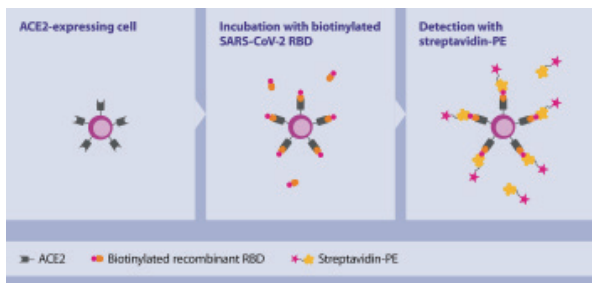 ACE2-expressing cell
Incubation with biotinylated
SARS-CoV-2 RBD
Detection with
streptavidin-PE
ACE2
Biotinylated recombinant RBD
Streptavidin-PE